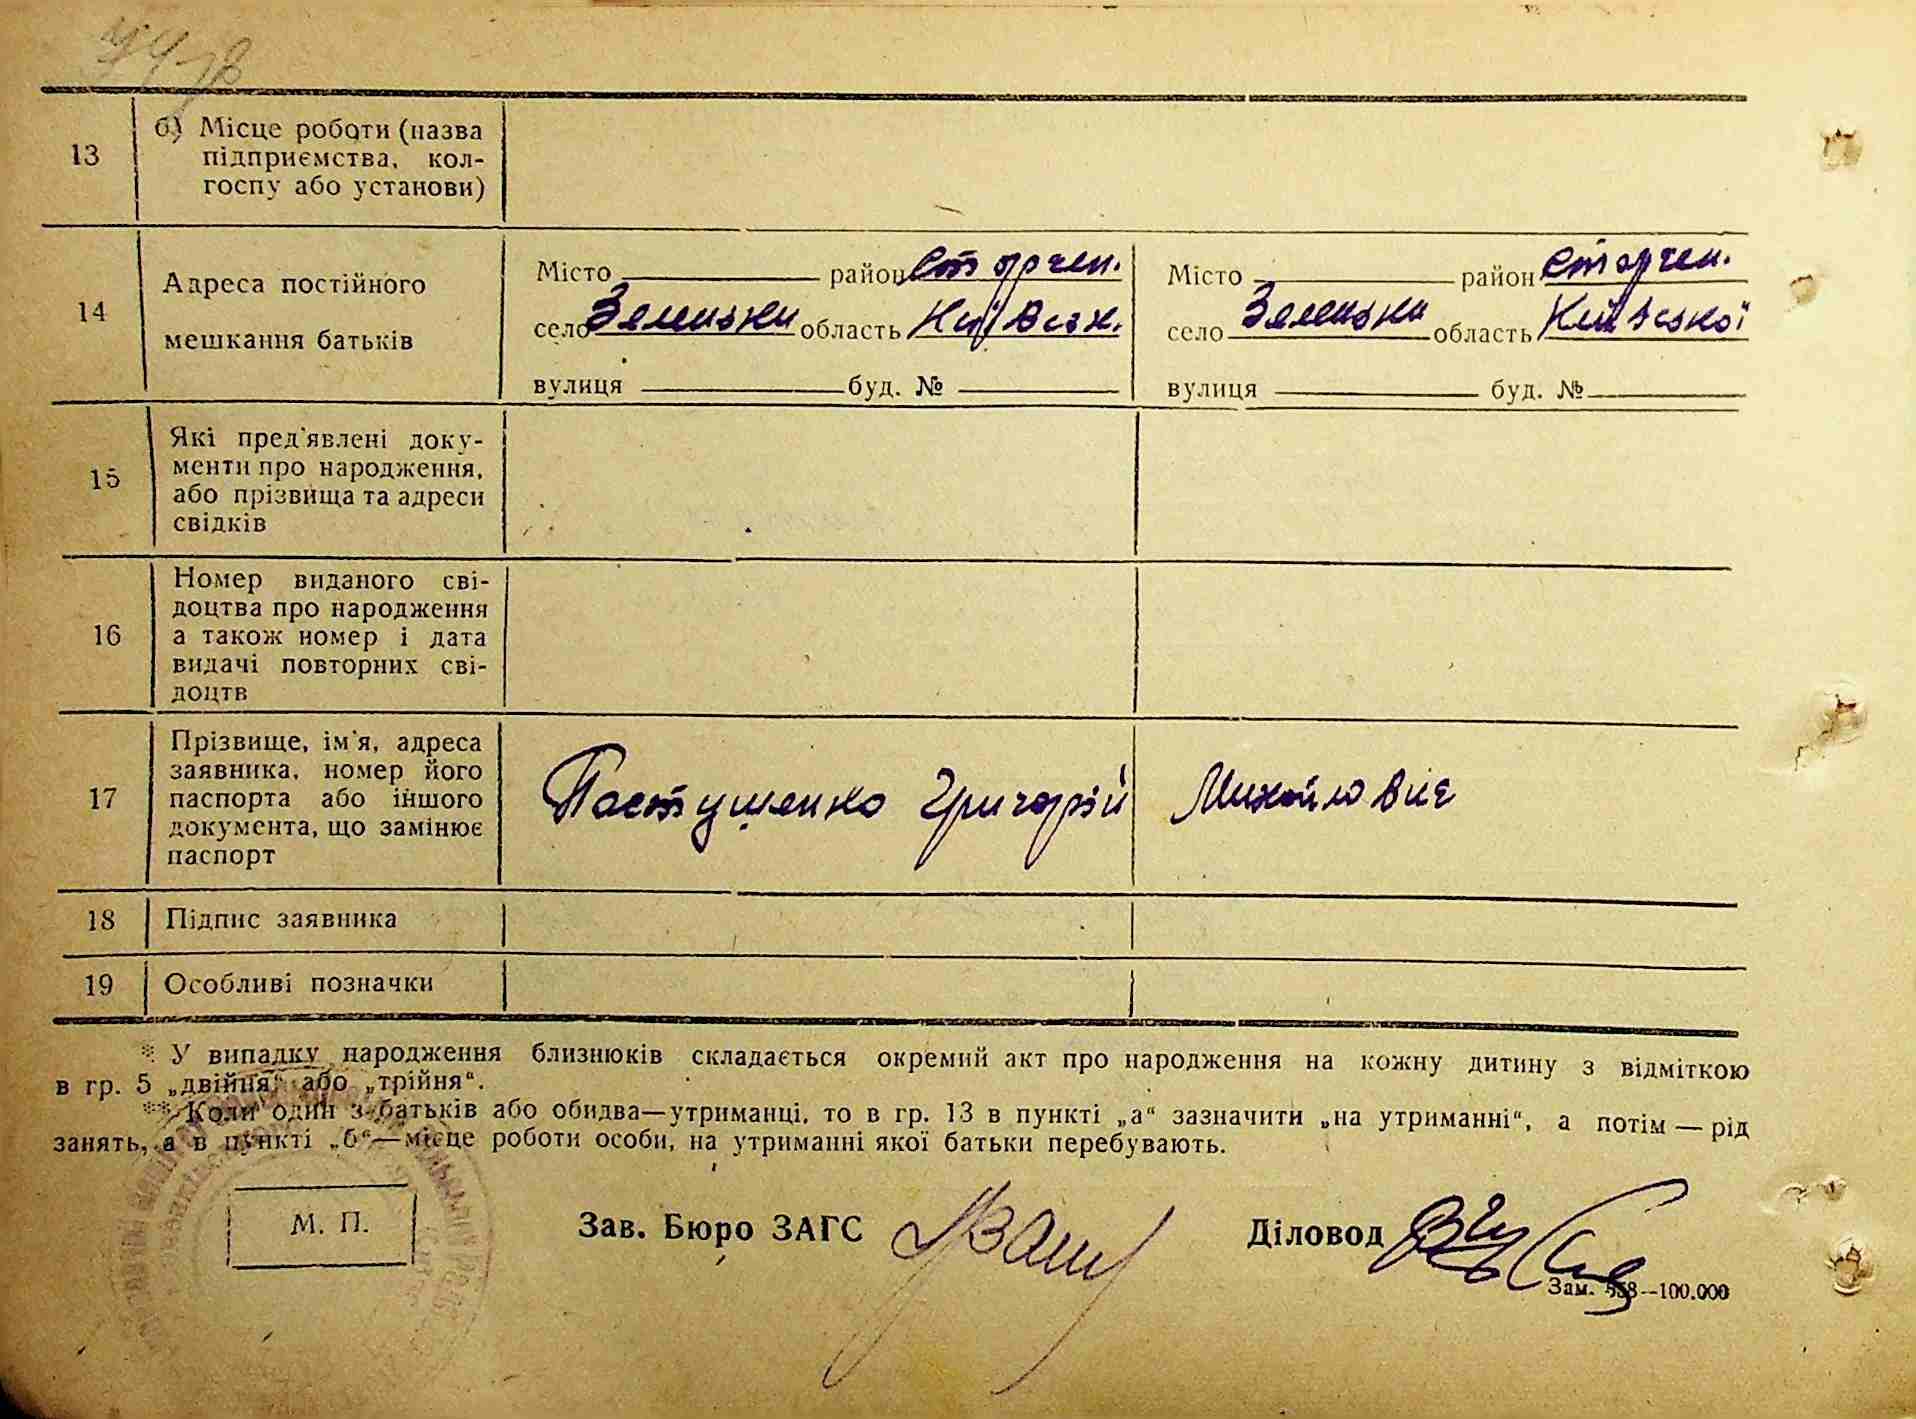 13
б) Місце роботи (назва
підприємства, кол-
госпу або установи)
14
Адреса постійного
мешкання батьків
Місто район
село Зеленьки область Київськ.
вулиця буд. №
Місто район
село Зеленьки область Київської
вулиця буд. №
15
Які пред'явлені доку-
менти про народження,
або прізвища та адреси
свідків
16
Номер виданого сві-
доцтва про народження
а також номер і дата
видачі повторних сві-
доцтв
17
Прізвище, ім'я, адреса
заявника, номер його
паспорта або іншого
документа, що замінює
паспорт
Пастушенко Григорій Михайлович
18
Підпис заявника
19
Особливі позначки
* У випадку народження близнюків складається окремий акт про народження на кожну дитину з відміткою
в гр. 5 „двійня“ або „трійня“.
** Коли один з батьків або обидва—утриманці, то в гр. 13 в пункті „а“ зазначити „на утриманні“, а потім — рід
занять, а в пункті „б“—місце роботи особи, на утриманні якої батьки перебувають.
М. П.
Зав. Бюро ЗАГС
Діловод
Зам. —100.000